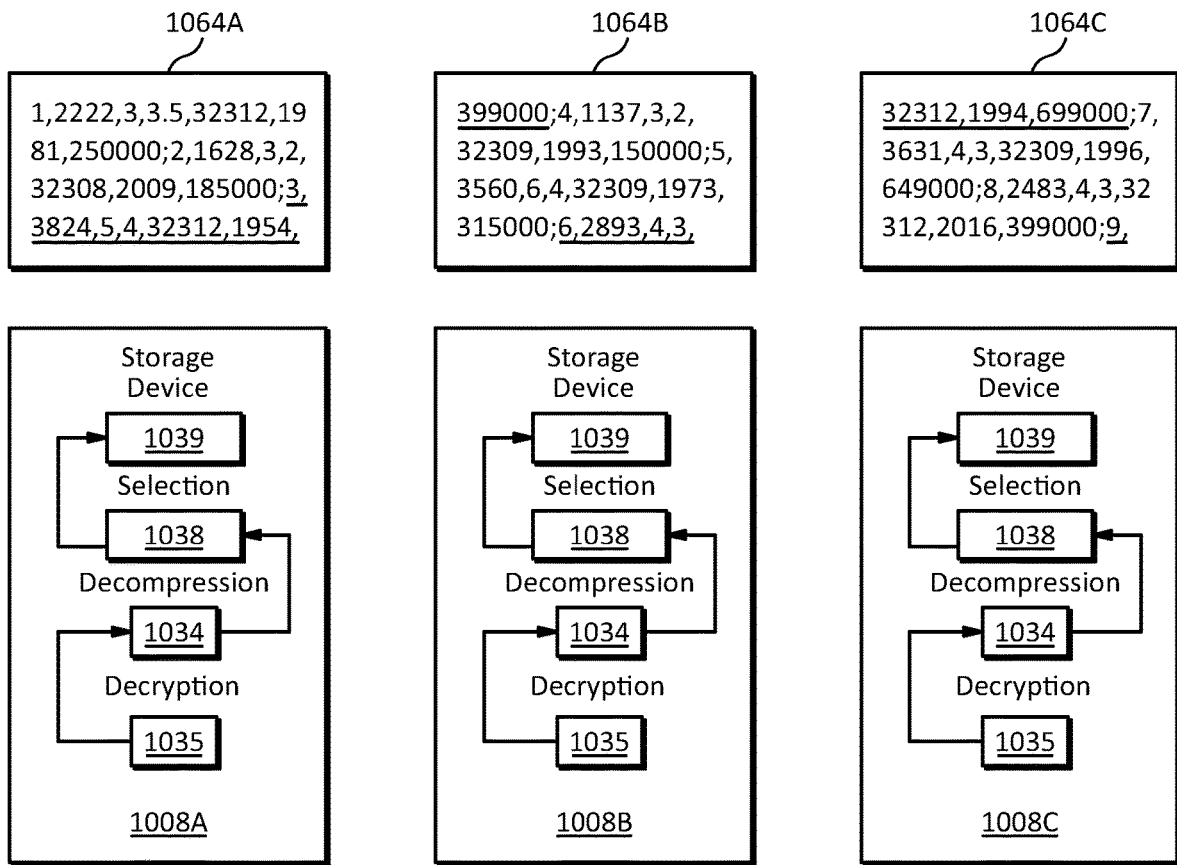 1064A
1,2222,3,3.5,32312,19
81,250000;2,1628,3,2,
32308,2009,185000;3,
3824,5,4,32312,1954,
1064B
399000;4,1137,3,2,
32309,1993,150000;5,
3560,6,4,32309,1973,
315000;6,2893,4,3,
1064C
32312,1994,699000;7,
3631,4,3,32309,1996,
649000;8,2483,4,3,32
312,2016,399000;9,
Storage
Device
1039
Selection
1038
Decompression
1034
Decryption
1035
1008A
Storage
Device
1039
Selection
1038
Decompression
1034
Decryption
1035
1008B
Storage
Device
1039
Selection
1038
Decompression
1034
Decryption
1035
1008C